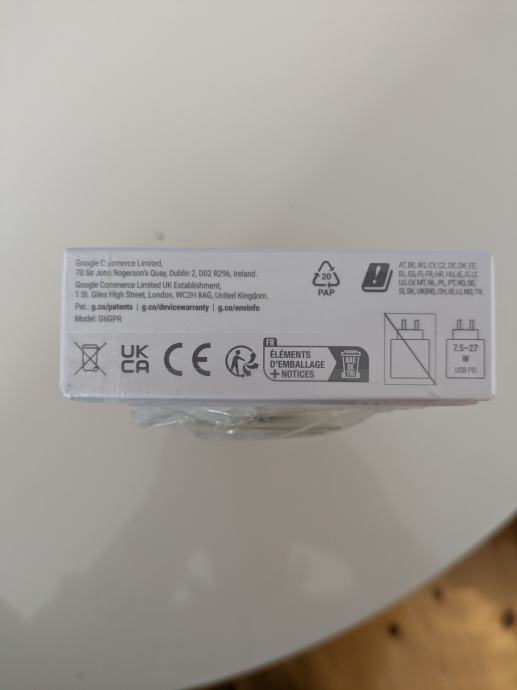 Google Commerce Limited,
70 Sir John Rogerson's Quay, Dublin 2, D02 R296, Ireland.
Google Commerce Limited UK Establishment,
1 St. Giles High Street, London, WC2H 8AG, United Kingdom.
Pat.: g.co/patents | g.co/devicewarranty | g.co/envinfo
Model: G6GPR
20
PAP
AT, BE, BG, CY, CZ, DE, DK, EE,
EL, ES, FI, FR, HR, HU, IE, IT, LT,
LU, LV, MT, NL, PL, PT, RO, SE,
SI, SK, UK(NI), CH, IS, LI, NO, TR.
UK
CA
CE
FR
ÉLÉMENTS
D'EMBALLAGE
+ NOTICES
BAC
DE
TRI
7.5–27
W
USB PD